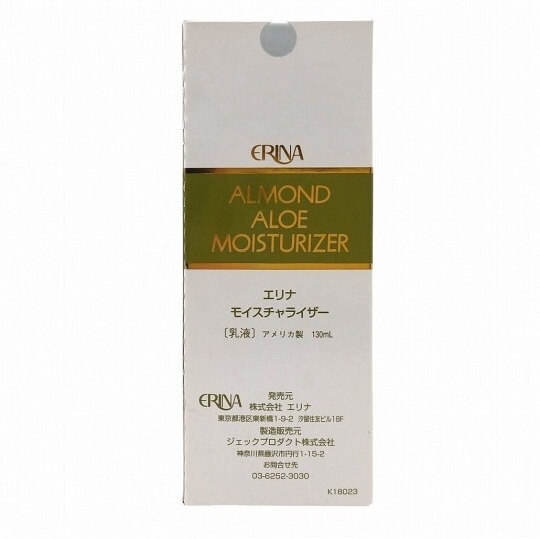 ERINA
ALMOND
ALOE
MOISTURIZER
エリナ
モイスチャライザー
〔乳液〕 アメリカ製 130mL
ERINA
発売元
株式会社 エリナ
東京都港区東新橋1-9-2 汐留住友ビル18F
製造販売元
ジェックプロダクト株式会社
神奈川県藤沢市円行1-15-2
お問合せ先
03-6252-3030
K18023